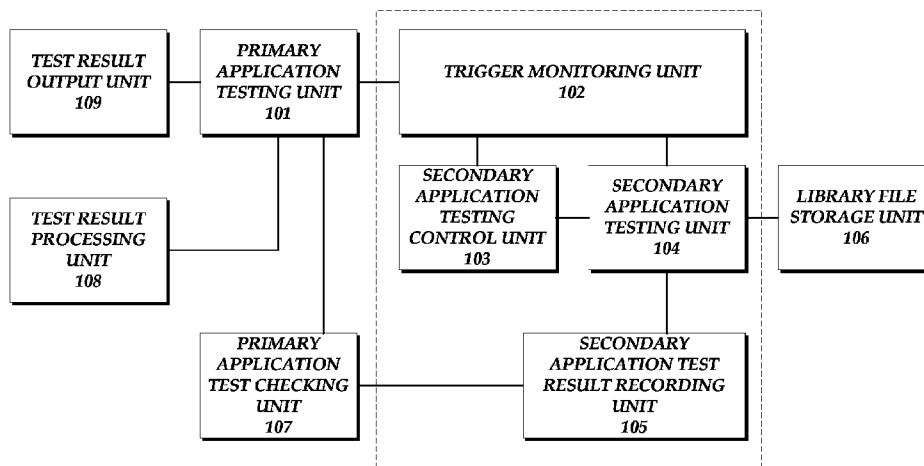 TEST RESULT
OUTPUT UNIT
109
PRIMARY
APPLICATION
TESTING UNIT
101
TRIGGER MONITORING UNIT
102
TEST RESULT
PROCESSING
UNIT
108
SECONDARY
APPLICATION
TESTING
CONTROL UNIT
103
SECONDARY
APPLICATION
TESTING UNIT
104
LIBRARY FILE
STORAGE UNIT
106
PRIMARY
APPLICATION
TEST CHECKING
UNIT
107
SECONDARY
APPLICATION TEST
RESULT RECORDING
UNIT
105